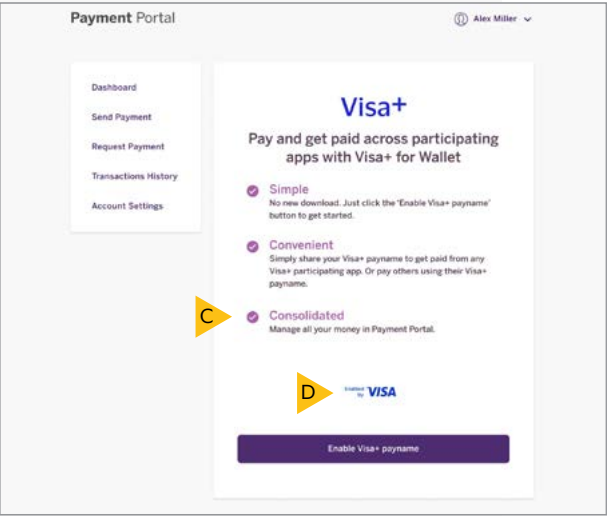 Payment Portal
Alex Miller
Dashboard
Send Payment
Request Payment
Transactions History
Account Settings
Visa+
Pay and get paid across participating
apps with Visa+ for Wallet
Simple
No new download. Just click the 'Enable Visa+ payname'
button to get started.
Convenient
Simply share your Visa+ payname to get paid from any
Visa+ participating app. Or pay others using their Visa+
payname.
C
Consolidated
Manage all your money in Payment Portal.
D
Enabled by VISA
Enable Visa+ payname